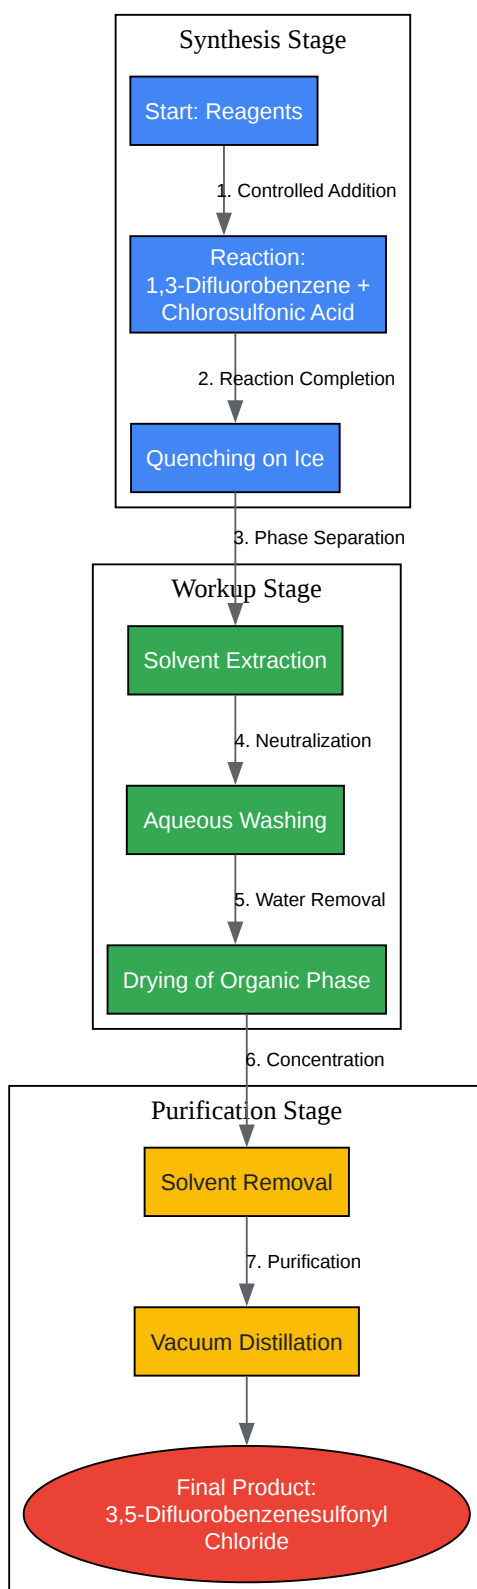 Synthesis Stage
Start: Reagents
1. Controlled Addition
Reaction:
1,3-Difluorobenzene +
Chlorosulfonic Acid
2. Reaction Completion
Quenching on Ice
3. Phase Separation
Workup Stage
Solvent Extraction
4. Neutralization
Aqueous Washing
5. Water Removal
Drying of Organic Phase
6. Concentration
Purification Stage
Solvent Removal
7. Purification
Vacuum Distillation
Final Product:
3,5-Difluorobenzenesulfonyl
Chloride